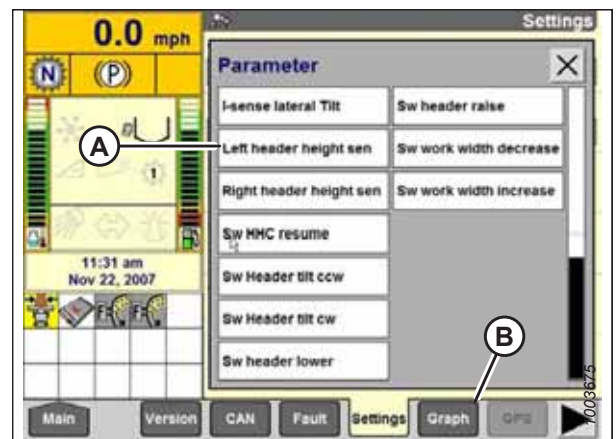 0.0 mph
Settings
N
P
Parameter
I-sense lateral Tilt
Sw header raise
A
Left header height sen
Sw work width decrease
Right header height sen
Sw work width increase
Sw HHC resume
11:31 am
Nov 22, 2007
Sw Header tilt ccw
Sw Header tilt cw
B
Sw header lower
1003675
Main
Version
CAN
Fault
Settings
Graph
GPS